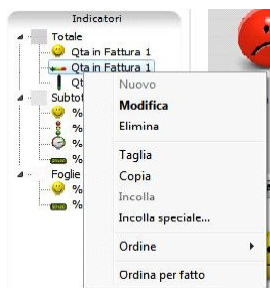 Indicatori
Totale
Qta in Fattura 1
Qta in Fattura 1
Qt
Nuovo
Modifica
Subtot
Elimina
%
%
%
Taglia
%
Copia
Foglie
Incolla
%
Incolla speciale...
%
Ordine
Ordina per fatto